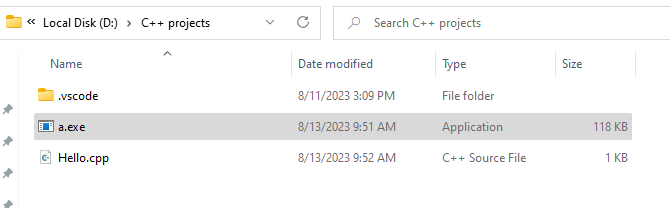 « Local Disk (D:) > C++ projects
Search C++ projects
Name Date modified Type Size
.vscode 8/11/2023 3:09 PM File folder
a.exe 8/13/2023 9:51 AM Application 118 KB
Hello.cpp 8/13/2023 9:52 AM C++ Source File 1 KB